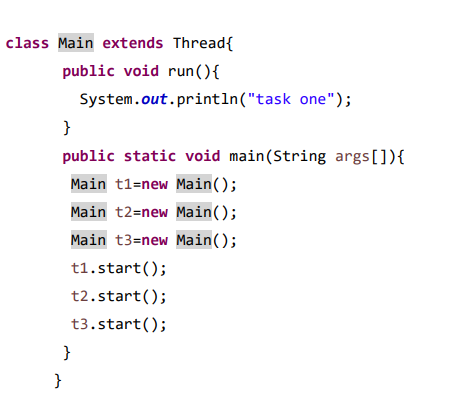 class Main extends Thread{
public void run(){
System.out.println("task one");
}
public static void main(String args[]){
Main t1=new Main();
Main t2=new Main();
Main t3=new Main();
t1.start();
t2.start();
t3.start();
}
}